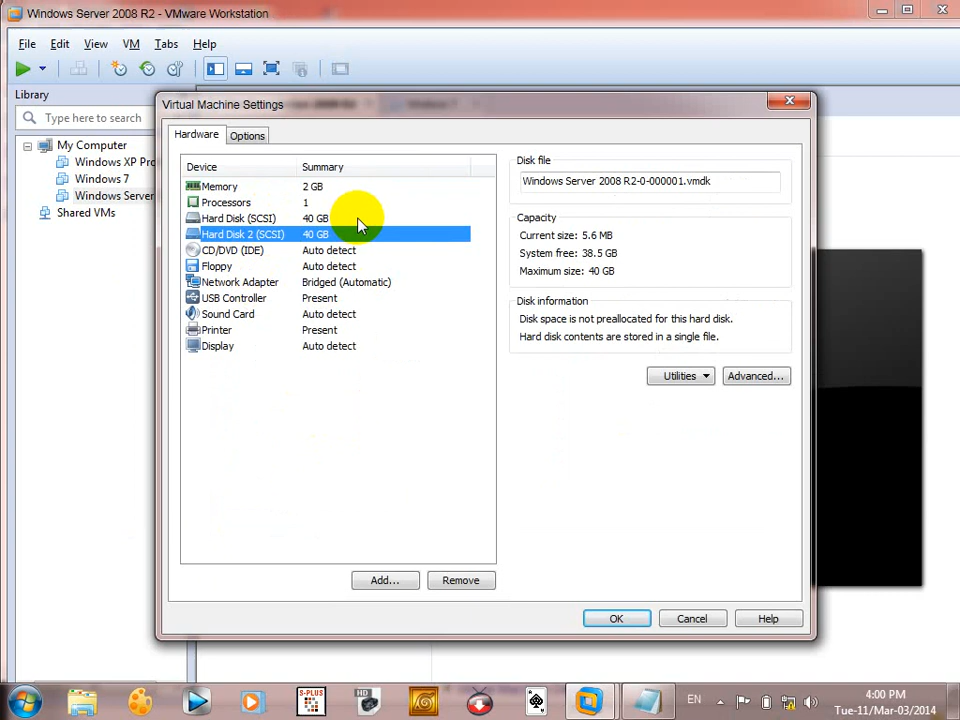 Windows Server 2008 R2 - VMware Workstation
File Edit View VM Tabs Help
Library
Type here to search
My Computer
Windows XP Pro
Windows 7
Windows Server
Shared VMs
Virtual Machine Settings
Hardware Options
Device Summary
Memory 2 GB
Processors 1
Hard Disk (SCSI) 40 GB
Hard Disk 2 (SCSI) 40 GB
CD/DVD (IDE) Auto detect
Floppy Auto detect
Network Adapter Bridged (Automatic)
USB Controller Present
Sound Card Auto detect
Printer Present
Display Auto detect
Add... Remove
Disk file
Windows Server 2008 R2-0-000001.vmdk
Capacity
Current size: 5.6 MB
System free: 38.5 GB
Maximum size: 40 GB
Disk information
Disk space is not preallocated for this hard disk.
Hard disk contents are stored in a single file.
Utilities Advanced...
OK Cancel Help
S-PLUS
HD
EN
4:00 PM
Tue-11/Mar-03/2014